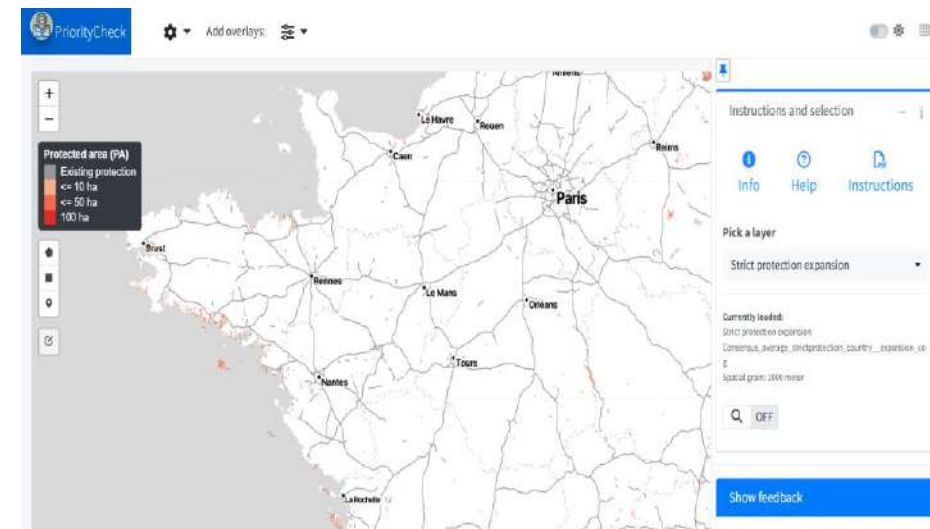 PriorityCheck
Add overlays:
Instructions and selection
Info
Help
Instructions
Pick a layer
Strict protection expansion
Currently loaded:
Strict protection expansion
Consensus_average_strictprotection_country__expansion_co
g
Spatial grain: 1000 meter
OFF
Show feedback
+
−
Protected area (PA)
Existing protection
<= 10 ha
<= 50 ha
100 ha
Amiens
Le Havre
Rouen
Reims
Caen
Paris
Brest
Rennes
Le Mans
Orléans
Tours
Nantes
La Rochelle